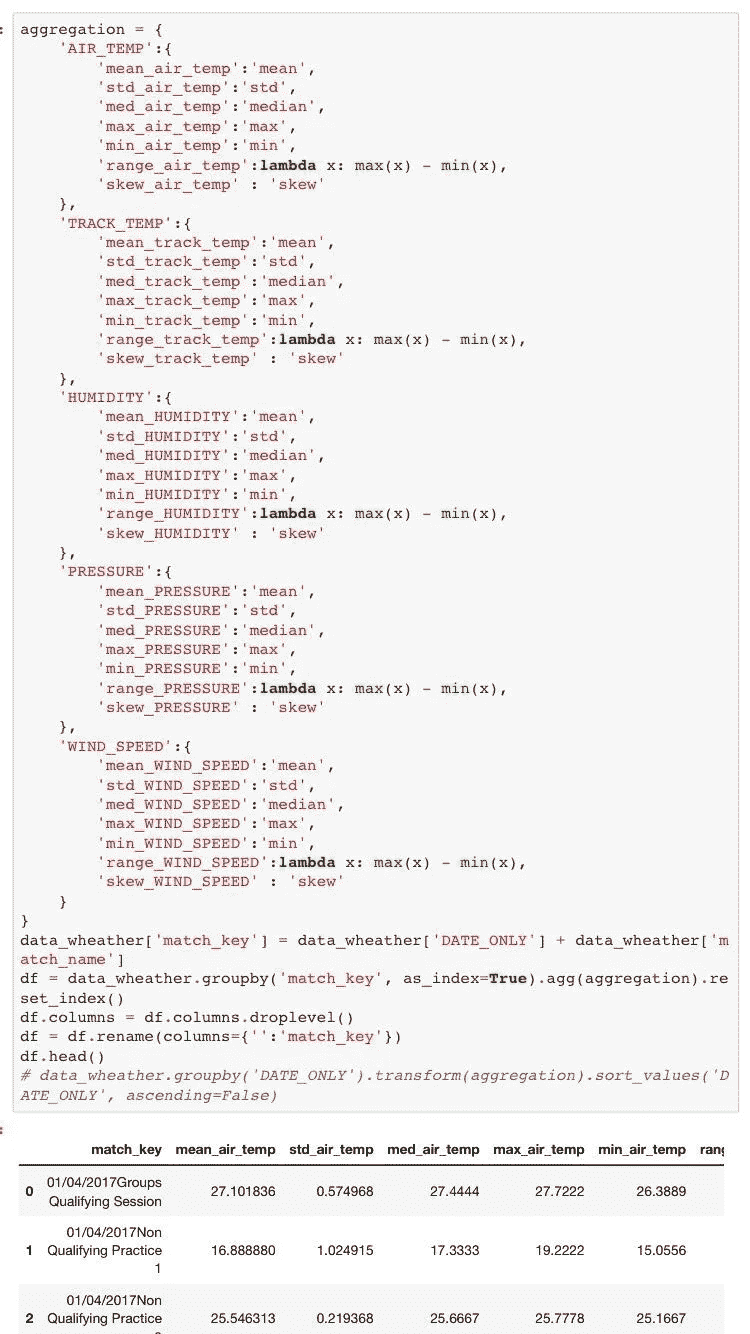 aggregation = {
    'AIR_TEMP':{
        'mean_air_temp':'mean',
        'std_air_temp':'std',
        'med_air_temp':'median',
        'max_air_temp':'max',
        'min_air_temp':'min',
        'range_air_temp':lambda x: max(x) - min(x),
        'skew_air_temp' : 'skew'
    },
    'TRACK_TEMP':{
        'mean_track_temp':'mean',
        'std_track_temp':'std',
        'med_track_temp':'median',
        'max_track_temp':'max',
        'min_track_temp':'min',
        'range_track_temp':lambda x: max(x) - min(x),
        'skew_track_temp' : 'skew'
    },
    'HUMIDITY':{
        'mean_HUMIDITY':'mean',
        'std_HUMIDITY':'std',
        'med_HUMIDITY':'median',
        'max_HUMIDITY':'max',
        'min_HUMIDITY':'min',
        'range_HUMIDITY':lambda x: max(x) - min(x),
        'skew_HUMIDITY' : 'skew'
    },
    'PRESSURE':{
        'mean_PRESSURE':'mean',
        'std_PRESSURE':'std',
        'med_PRESSURE':'median',
        'max_PRESSURE':'max',
        'min_PRESSURE':'min',
        'range_PRESSURE':lambda x: max(x) - min(x),
        'skew_PRESSURE' : 'skew'
    },
    'WIND_SPEED':{
        'mean_WIND_SPEED':'mean',
        'std_WIND_SPEED':'std',
        'med_WIND_SPEED':'median',
        'max_WIND_SPEED':'max',
        'min_WIND_SPEED':'min',
        'range_WIND_SPEED':lambda x: max(x) - min(x),
        'skew_WIND_SPEED' : 'skew'
    }
}
data_wheather['match_key'] = data_wheather['DATE_ONLY'] + data_wheather['m
atch_name']
df = data_wheather.groupby('match_key', as_index=True).agg(aggregation).re
set_index()
df.columns = df.columns.droplevel()
df = df.rename(columns={'':'match_key'})
df.head()
# data_wheather.groupby('DATE_ONLY').transform(aggregation).sort_values('D
ATE_ONLY', ascending=False)
match_key mean_air_temp std_air_temp med_air_temp max_air_temp min_air_temp
01/04/2017Groups
0 Qualifying Session 27.101836 0.574968 27.4444 27.7222 26.3889
01/04/2017Non
1 Qualifying Practice 16.888880 1.024915 17.3333 19.2222 15.0556
1
01/04/2017Non
2 Qualifying Practice 25.546313 0.219368 25.6667 25.7778 25.1667